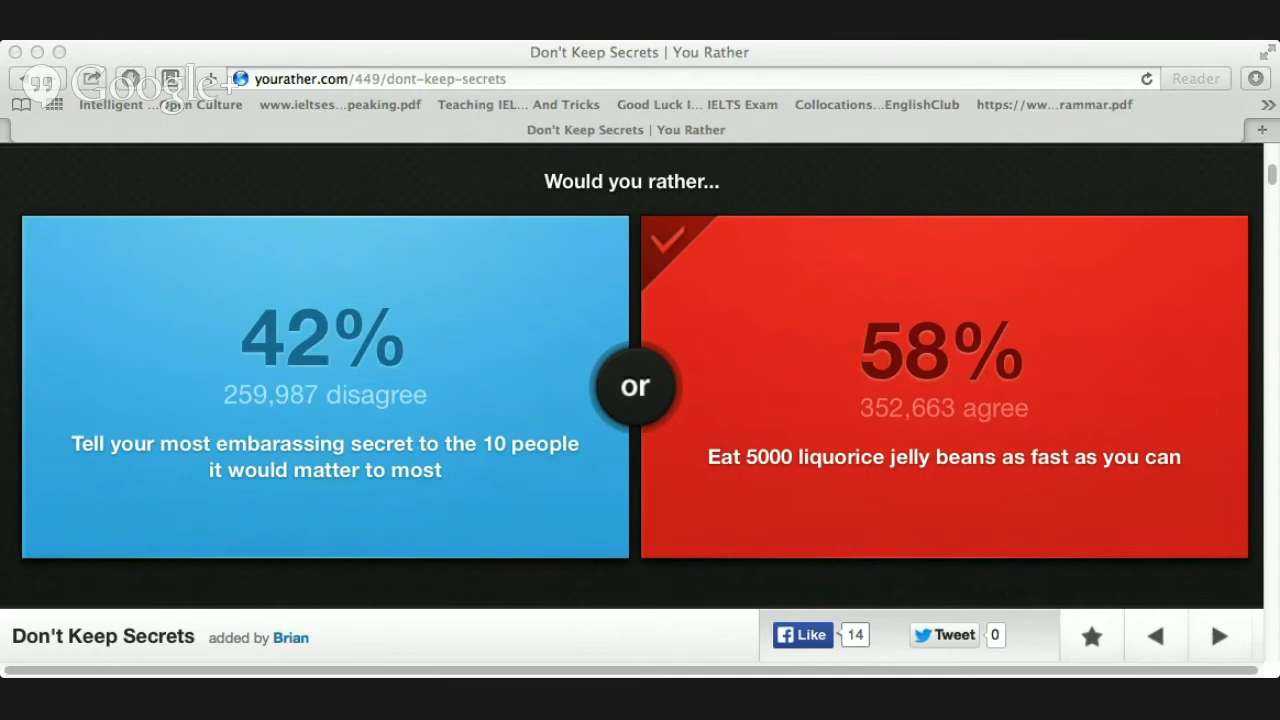 Don't Keep Secrets | You Rather
Google+
yourather.com/449/dont-keep-secrets
Reader
Intelligent ...Open Culture www.ieltses...peaking.pdf Teaching IEL... And Tricks Good Luck I... IELTS Exam Collocations...EnglishClub https://ww...rammar.pdf
Don't Keep Secrets | You Rather
Would you rather...
42%
259,987 disagree
Tell your most embarassing secret to the 10 people
it would matter to most
or
58%
352,663 agree
Eat 5000 liquorice jelly beans as fast as you can
Don't Keep Secrets added by Brian
Like 14
Tweet 0